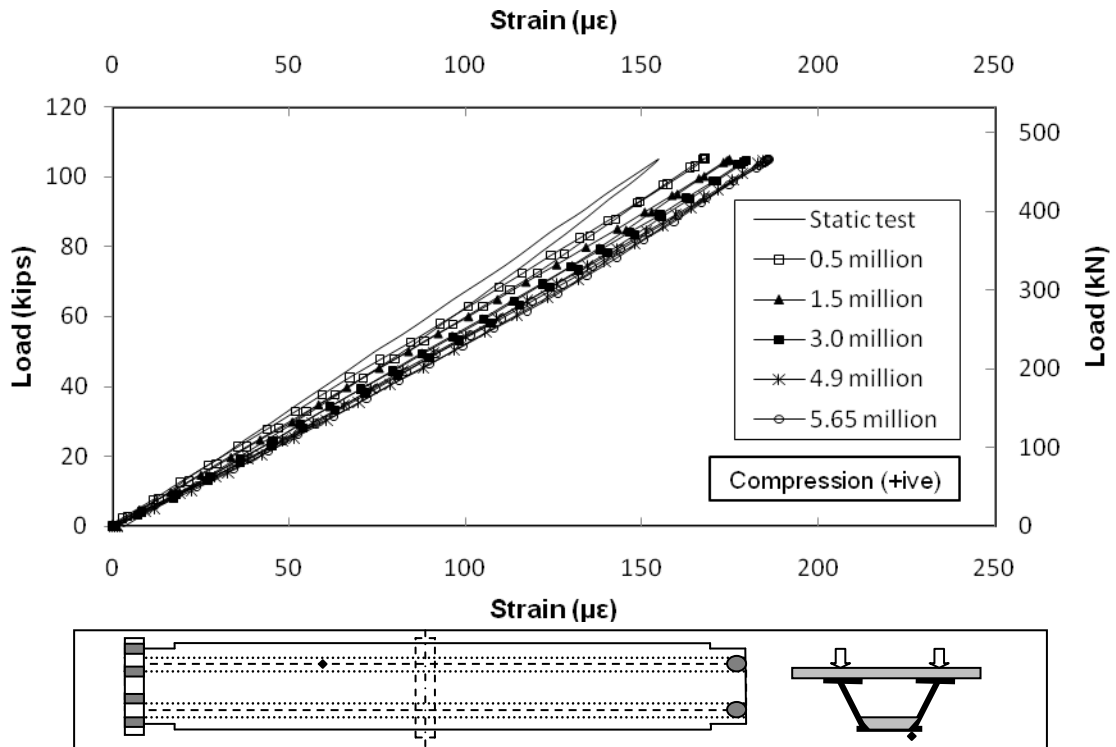 Strain (με)
0 50 100 150 200 250
120
100
80
60
40
20
0
Load (kips)
500
400
300
200
100
0
Load (kN)
Static test
0.5 million
1.5 million
3.0 million
4.9 million
5.65 million
Compression (+ive)
0 50 100 150 200 250
Strain (με)